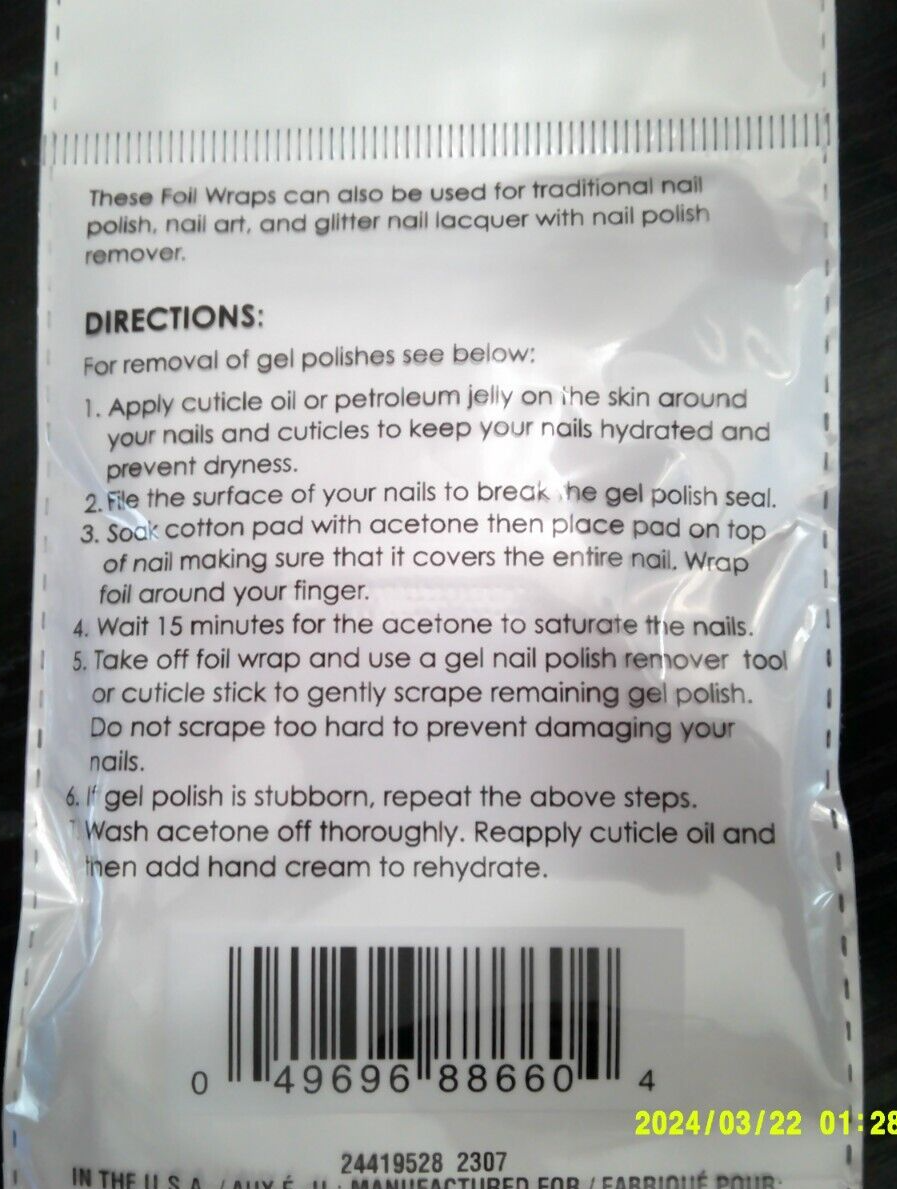 These Foil Wraps can also be used for traditional nail
polish, nail art, and glitter nail lacquer with nail polish
remover.
DIRECTIONS:
For removal of gel polishes see below:
1. Apply cuticle oil or petroleum jelly on the skin around
your nails and cuticles to keep your nails hydrated and
prevent dryness.
2. File the surface of your nails to break the gel polish seal.
3. Soak cotton pad with acetone then place pad on top
of nail making sure that it covers the entire nail. Wrap
foil around your finger.
4. Wait 15 minutes for the acetone to saturate the nails.
5. Take off foil wrap and use a gel nail polish remover tool
or cuticle stick to gently scrape remaining gel polish.
Do not scrape too hard to prevent damaging your
nails.
6. If gel polish is stubborn, repeat the above steps.
7. Wash acetone off thoroughly. Reapply cuticle oil and
then add hand cream to rehydrate.
0 49696 88660 4
2024/03/22 01:28
24419528 2307
IN THE U.S.A. / AUX É.-U.: MANUFACTURED FOR / FABRIQUÉ POUR: